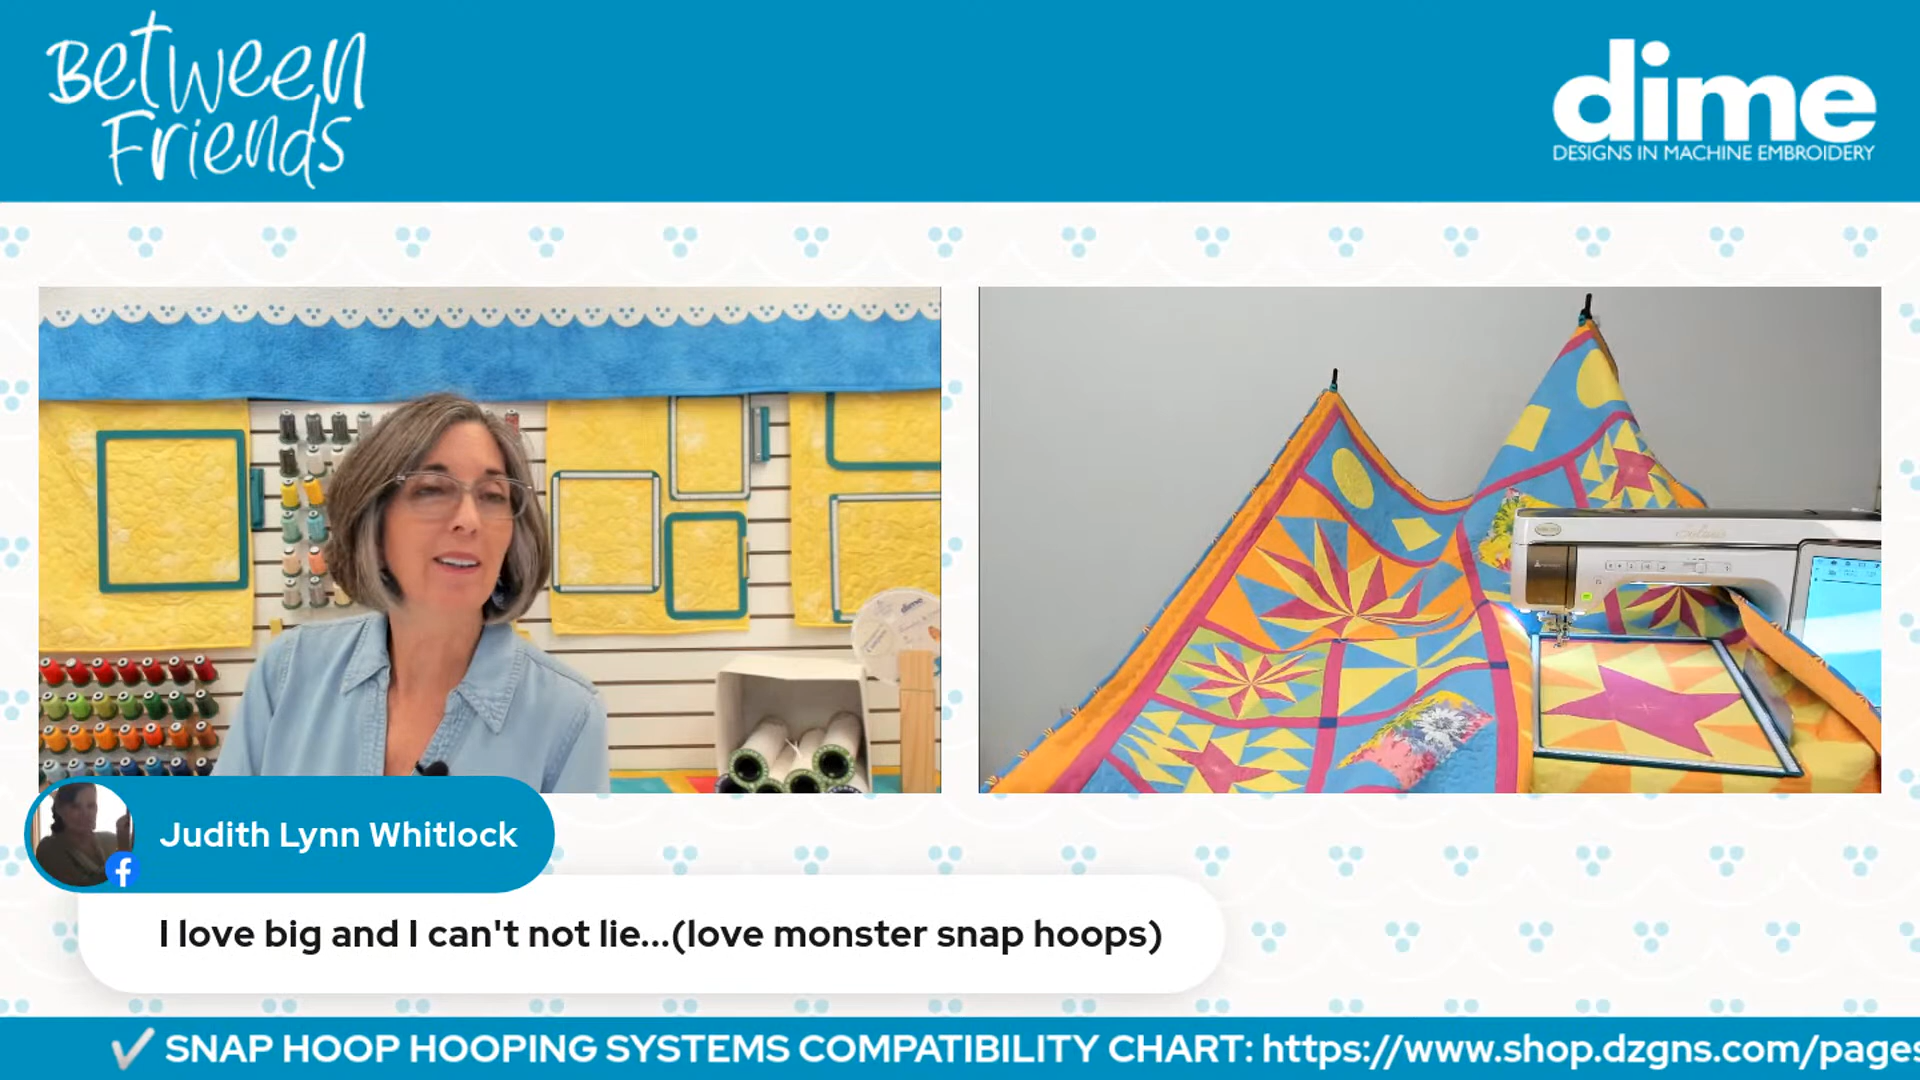 Between
Friends
dime
DESIGNS IN MACHINE EMBROIDERY
dime
Judith Lynn Whitlock
I love big and I can't not lie...(love monster snap hoops)
✔ SNAP HOOP HOOPING SYSTEMS COMPATIBILITY CHART: https://www.shop.dzgns.com/pages